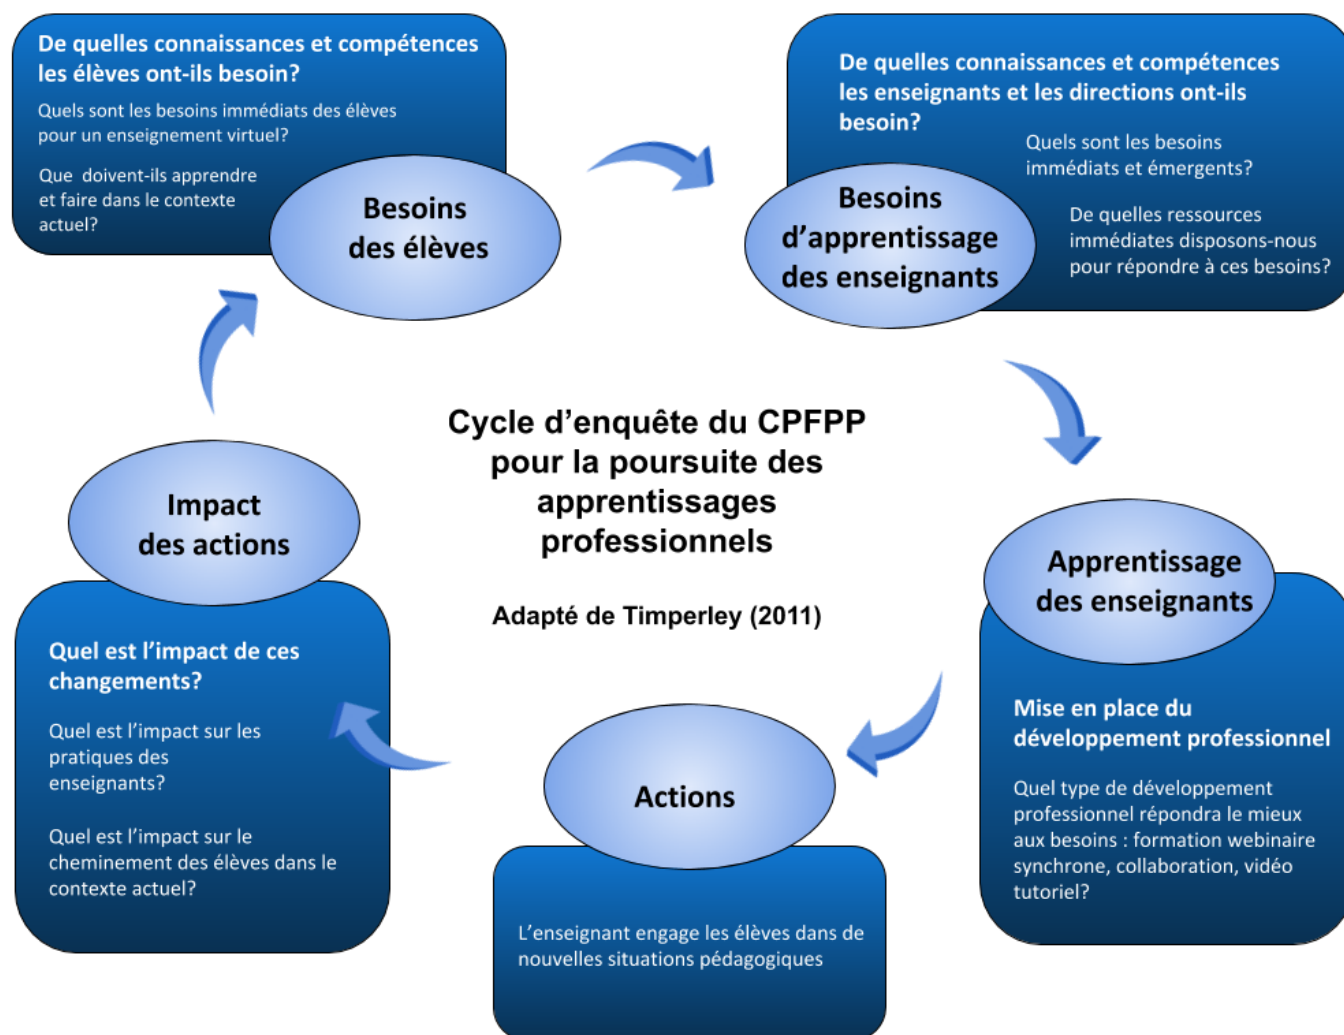 De quelles connaissances et compétences
les élèves ont-ils besoin?
Quels sont les besoins immédiats des élèves
pour un enseignement virtuel?
Que doivent-ils apprendre
et faire dans le contexte
actuel?
Besoins
des élèves
De quelles connaissances et compétences
les enseignants et les directions ont-ils
besoin?
Quels sont les besoins
immédiats et émergents?
De quelles ressources
immédiates disposons-nous
pour répondre à ces besoins?
Besoins
d'apprentissage
des enseignants
Cycle d'enquête du CPFPP
pour la poursuite des
apprentissages
professionnels
Adapté de Timperley (2011)
Apprentissage
des enseignants
Mise en place du
développement professionnel
Quel type de développement
professionnel répondra le mieux
aux besoins : formation webinaire
synchrone, collaboration, vidéo
tutoriel?
Actions
L'enseignant engage les élèves dans de
nouvelles situations pédagogiques
Impact
des actions
Quel est l'impact de ces
changements?
Quel est l'impact sur les
pratiques des
enseignants?
Quel est l'impact sur le
cheminement des élèves dans le
contexte actuel?